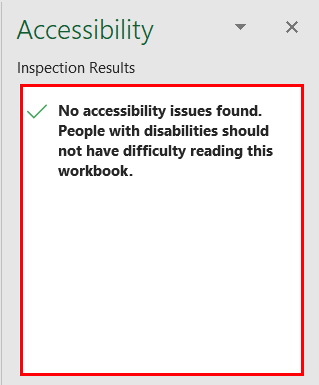 Accessibility
Inspection Results
No accessibility issues found.
People with disabilities should
not have difficulty reading this
workbook.